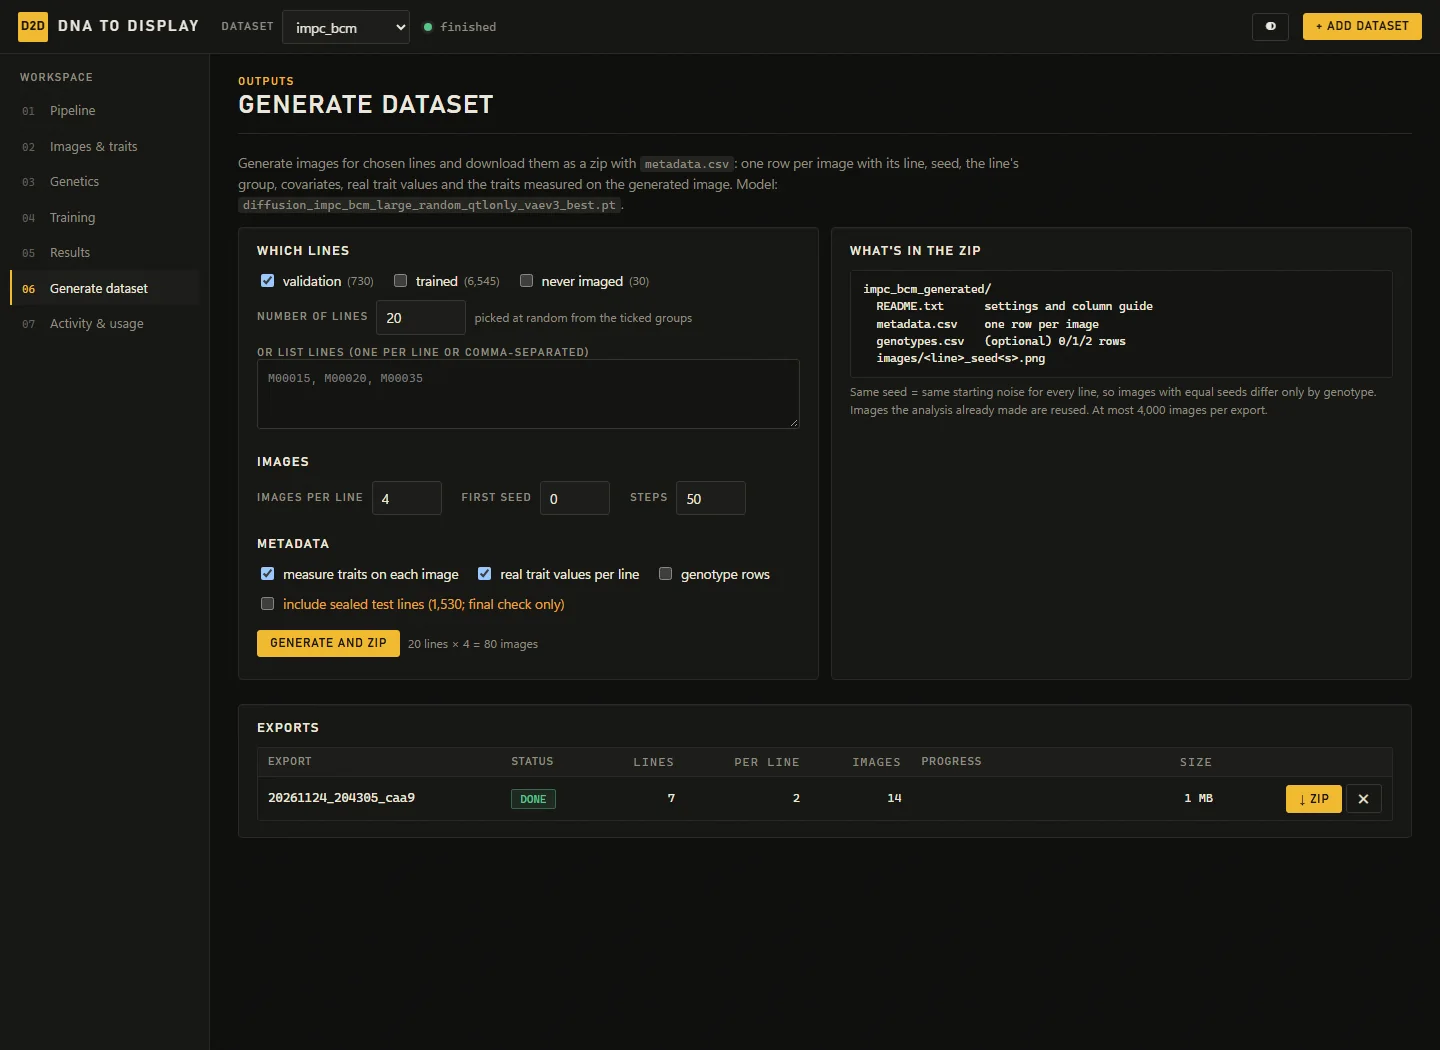 D2D DNA TO DISPLAY DATASET impc_bcm finished + ADD DATASET
WORKSPACE
01 Pipeline
02 Images & traits
03 Genetics
04 Training
05 Results
06 Generate dataset
07 Activity & usage
OUTPUTS
GENERATE DATASET
Generate images for chosen lines and download them as a zip with metadata.csv: one row per image with its line, seed, the line's
group, covariates, real trait values and the traits measured on the generated image. Model:
diffusion_impc_bcm_large_random_qtlonly_vaev3_best.pt.
WHICH LINES
validation (730) trained (6,545) never imaged (30)
NUMBER OF LINES 20 picked at random from the ticked groups
OR LIST LINES (ONE PER LINE OR COMMA-SEPARATED)
M00015, M00020, M00035
IMAGES
IMAGES PER LINE 4 FIRST SEED 0 STEPS 50
METADATA
measure traits on each image real trait values per line genotype rows
include sealed test lines (1,530; final check only)
GENERATE AND ZIP 20 lines × 4 = 80 images
WHAT'S IN THE ZIP
impc_bcm_generated/
README.txt settings and column guide
metadata.csv one row per image
genotypes.csv (optional) 0/1/2 rows
images/<line>_seed<s>.png
Same seed = same starting noise for every line, so images with equal seeds differ only by genotype.
Images the analysis already made are reused. At most 4,000 images per export.
EXPORTS
EXPORT STATUS LINES PER LINE IMAGES PROGRESS SIZE
20261124_204305_caa9 DONE 7 2 14 1 MB ↓ ZIP ✕